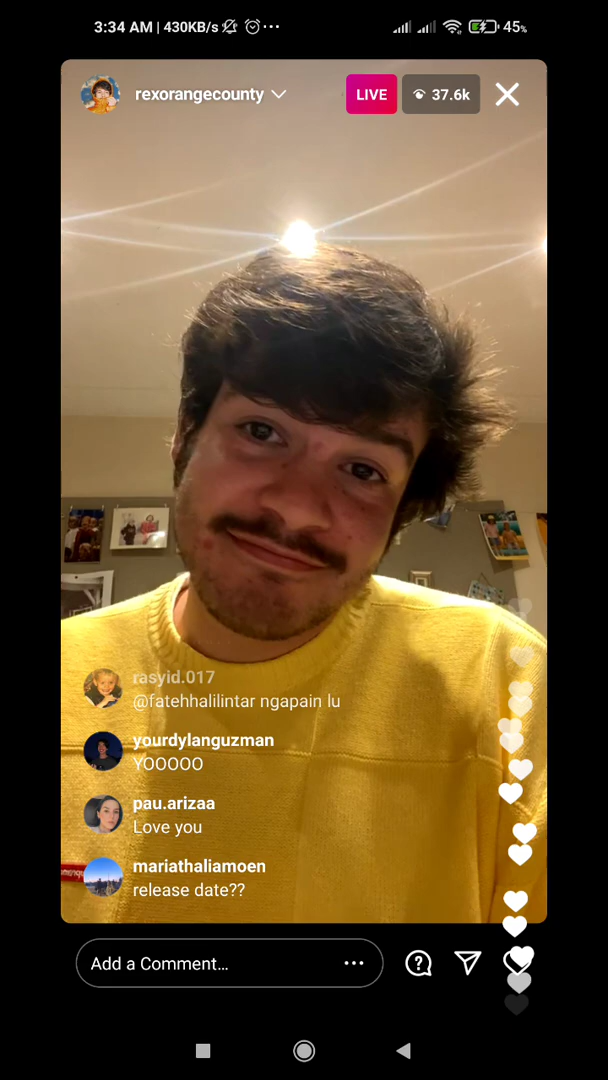 3:34 AM | 430KB/s
45%
rexorangecounty
LIVE
37.6k
rasyid.017
@fatehhalilintar ngapain lu
yourdylanguzman
YOOOOO
pau.arizaa
Love you
mariathaliamoen
release date??
Add a Comment...